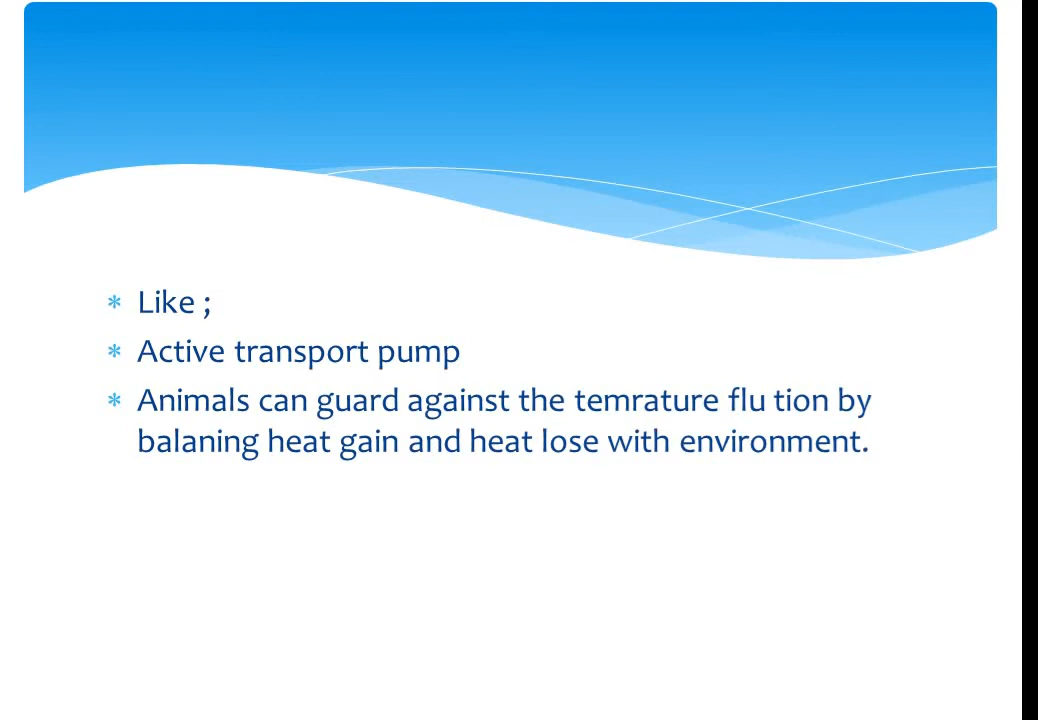 * Like ;
* Active transport pump
* Animals can guard against the temrature flu tion by
balaning heat gain and heat lose with environment.